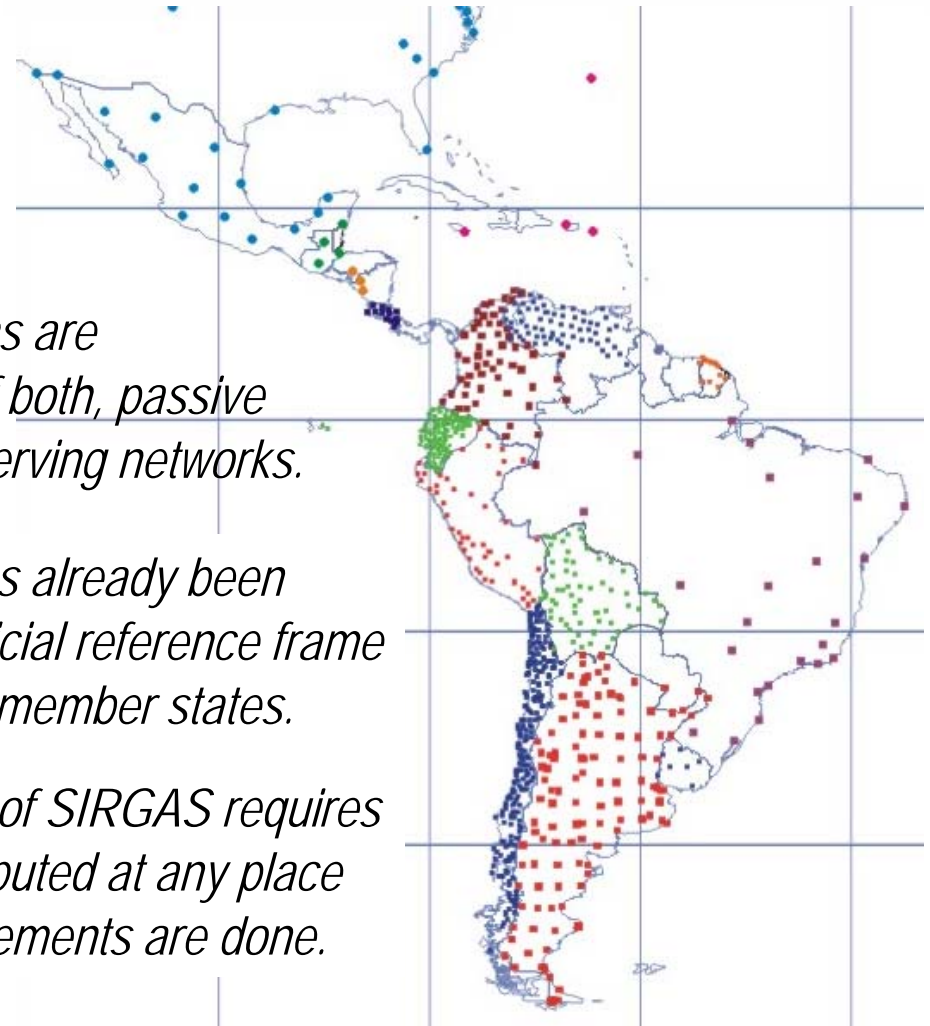 s are
both, passive
erving networks.
s already been
cial reference frame
member states.
of SIRGAS requires
puted at any place
ements are done.